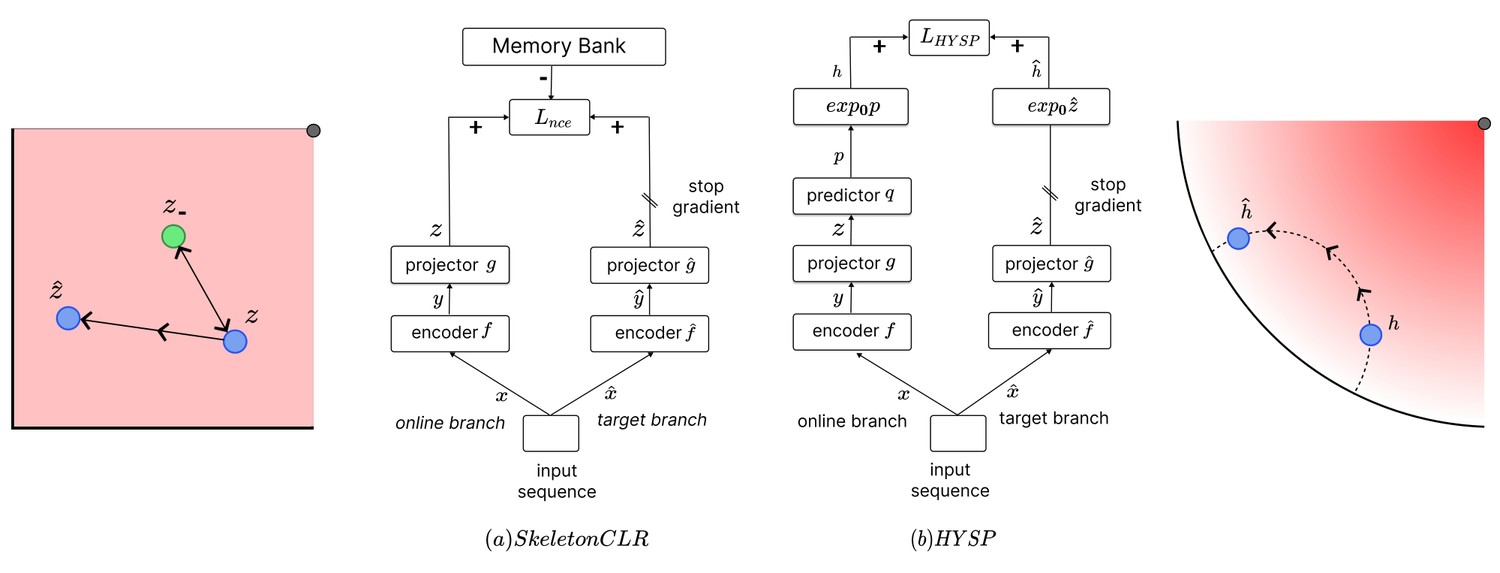 z₋
ẑ
z
Memory Bank
-
L_nce
+
+
stop
gradient
z
ẑ
projector g
projector ĝ
y
ŷ
encoder f
encoder f̂
x
x̂
online branch
target branch
input
sequence
(a)SkeletonCLR
L_HYSP
+
+
h
ĥ
exp₀p
exp₀ẑ
p
predictor q
stop
gradient
z
ẑ
projector g
projector ĝ
y
ŷ
encoder f
encoder f̂
x
x̂
online branch
target branch
input
sequence
(b)HYSP
ĥ
h